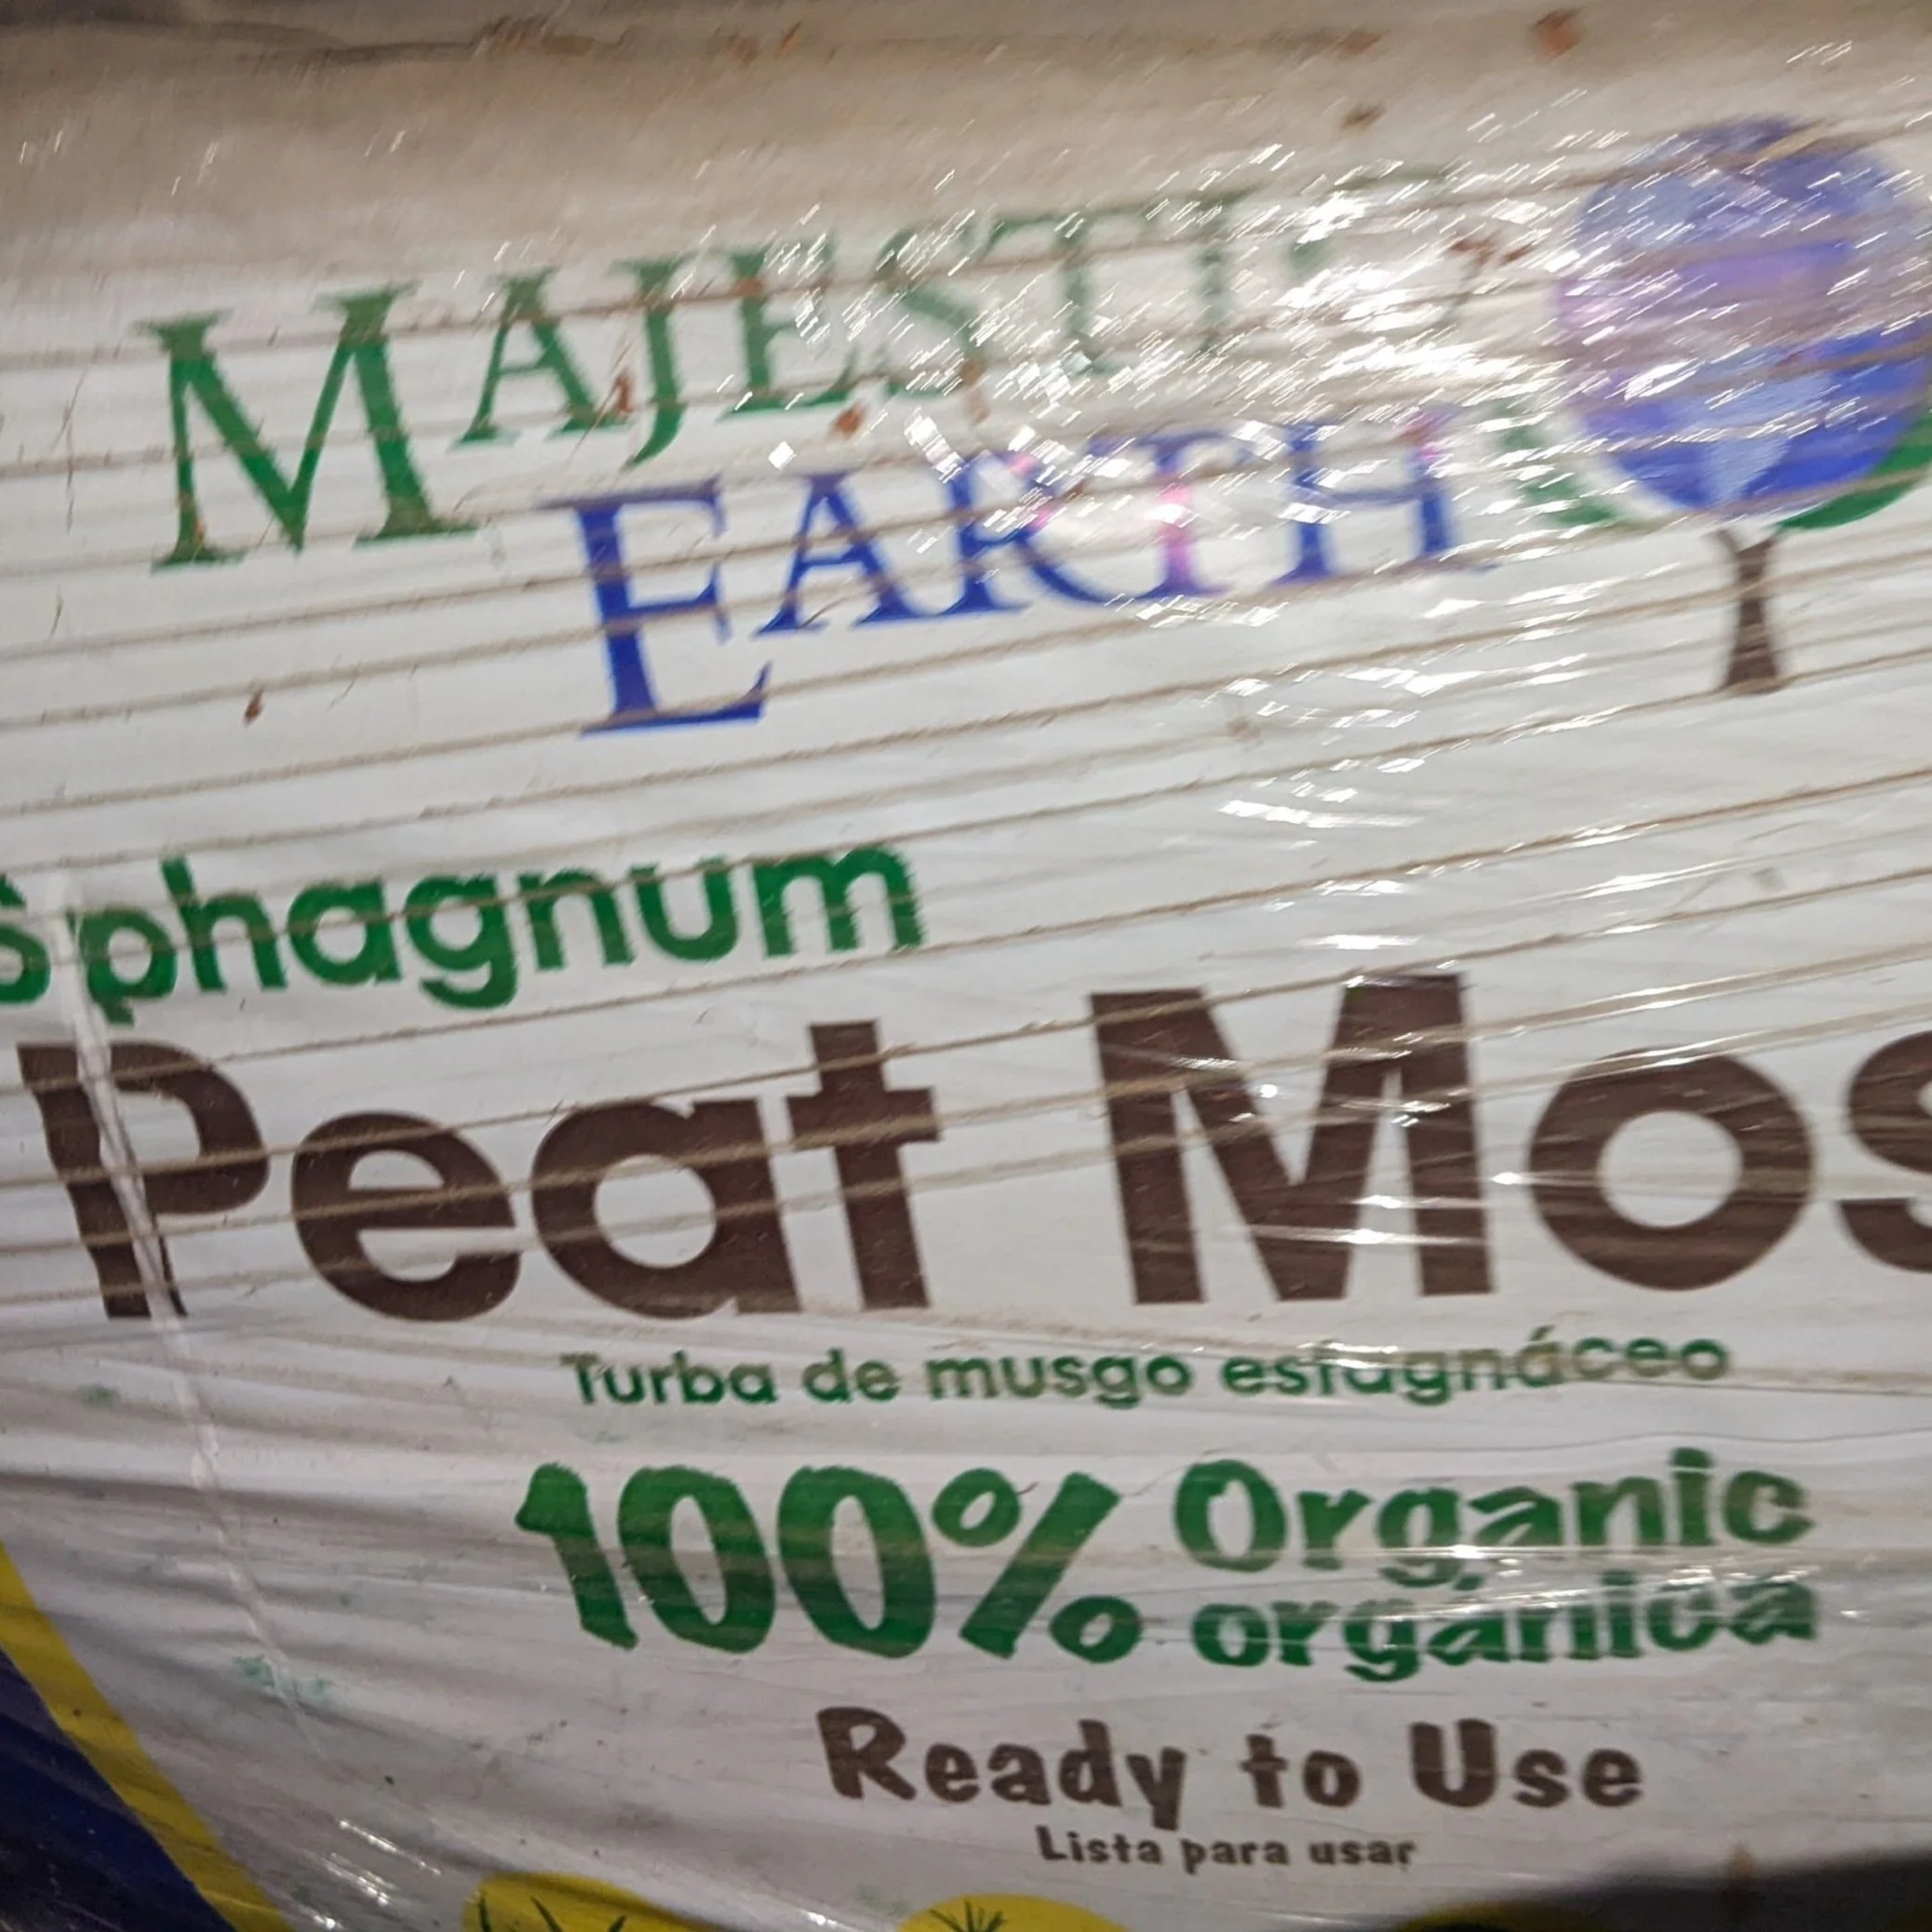 MAJESTIC
EARTH
Sphagnum
Peat Mos
Turba de musgo esfagnáceo
100% Organic
orgánica
Ready to Use
Lista para usar